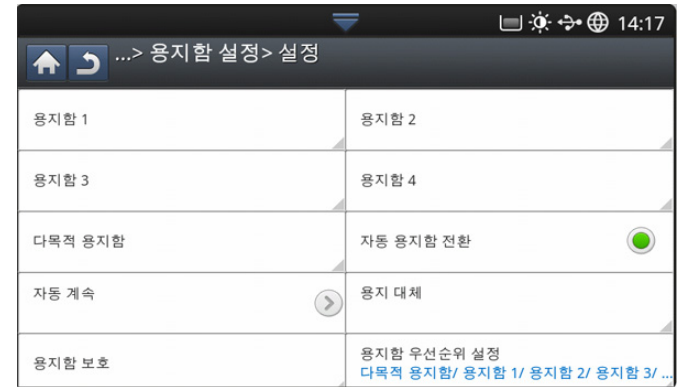 14:17
...> 용지함 설정> 설정
용지함 1
용지함 2
용지함 3
용지함 4
다목적 용지함
자동 용지함 전환
자동 계속
용지 대체
용지함 보호
용지함 우선순위 설정
다목적 용지함/ 용지함 1/ 용지함 2/ 용지함 3/ ...